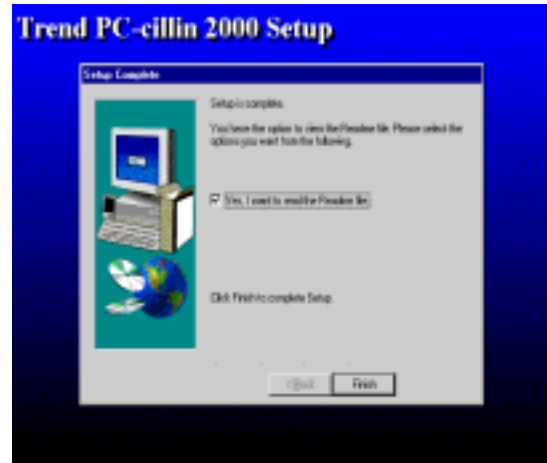 Trend PC-cillin 2000 Setup
Setup Complete
Setup is complete.
You have the option to view the Readme file. Please select the
options you want from the following.
Yes, I want to read the Readme file
Click Finish to complete Setup.
< Back
Finish